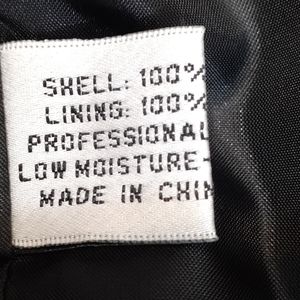 SHELL: 100%
LINING: 100%
PROFESSIONAL
LOW MOISTURE-
MADE IN CHIN